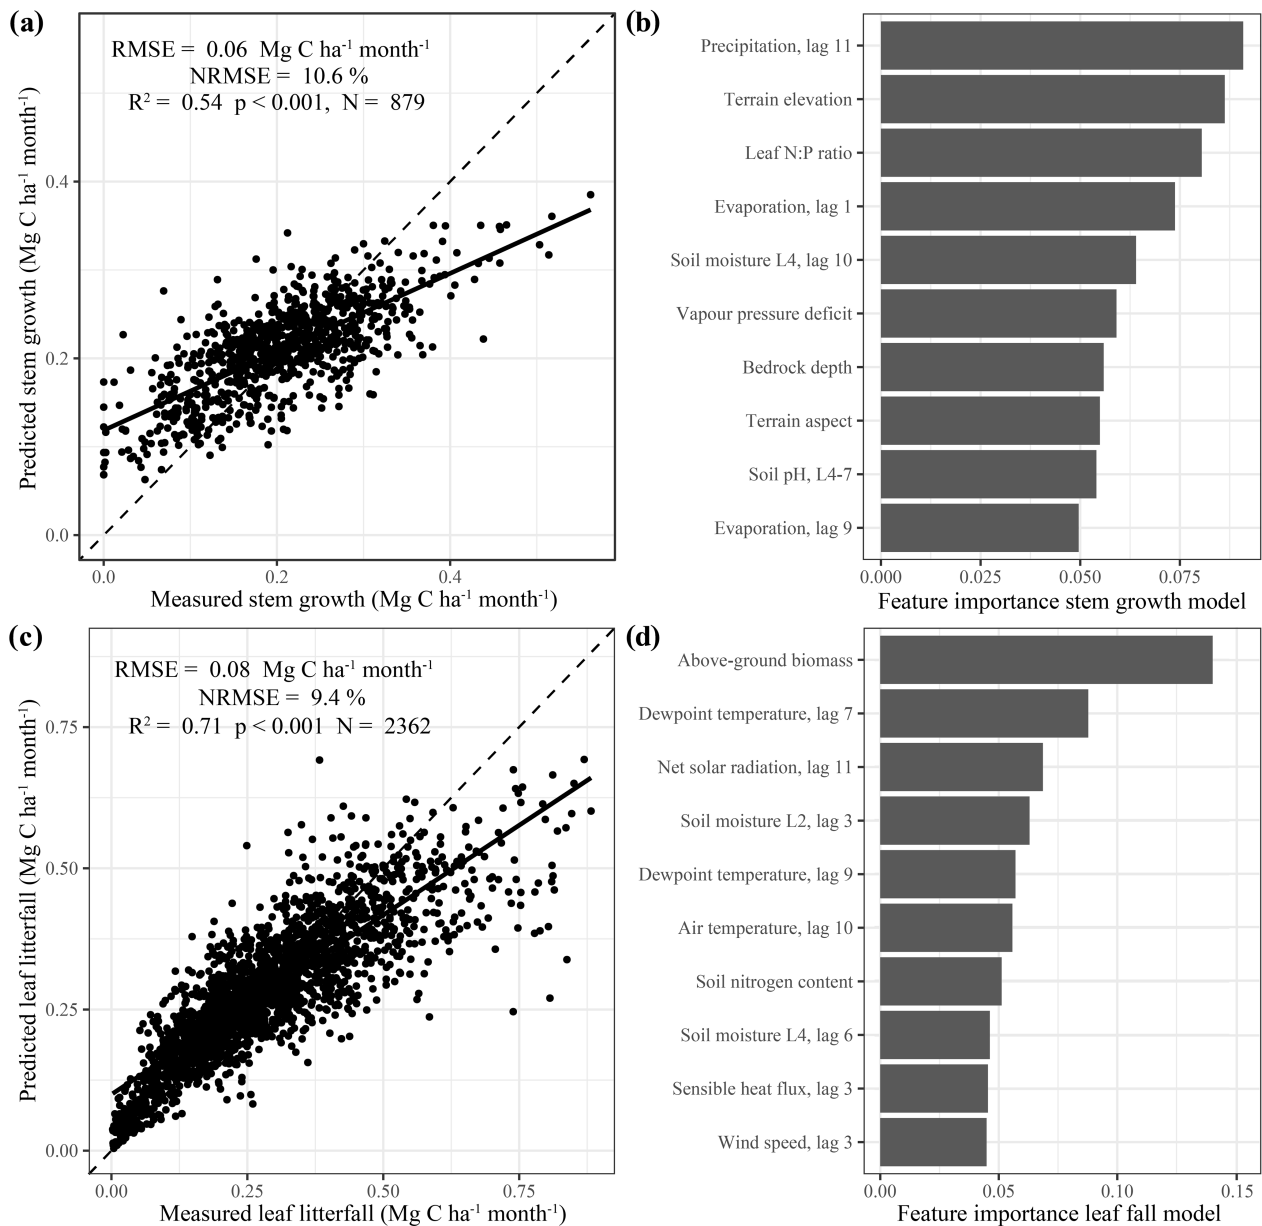 (a)
RMSE = 0.06 Mg C ha⁻¹ month⁻¹
NRMSE = 10.6 %
R² = 0.54 p < 0.001, N = 879
Predicted stem growth (Mg C ha⁻¹ month⁻¹)
0.4
0.2
0.0
0.0 0.2 0.4
Measured stem growth (Mg C ha⁻¹ month⁻¹)
(b)
Precipitation, lag 11
Terrain elevation
Leaf N:P ratio
Evaporation, lag 1
Soil moisture L4, lag 10
Vapour pressure deficit
Bedrock depth
Terrain aspect
Soil pH, L4-7
Evaporation, lag 9
0.000 0.025 0.050 0.075
Feature importance stem growth model
(c)
RMSE = 0.08 Mg C ha⁻¹ month⁻¹
NRMSE = 9.4 %
R² = 0.71 p < 0.001 N = 2362
Predicted leaf litterfall (Mg C ha⁻¹ month⁻¹)
0.75
0.50
0.25
0.00
0.00 0.25 0.50 0.75
Measured leaf litterfall (Mg C ha⁻¹ month⁻¹)
(d)
Above-ground biomass
Dewpoint temperature, lag 7
Net solar radiation, lag 11
Soil moisture L2, lag 3
Dewpoint temperature, lag 9
Air temperature, lag 10
Soil nitrogen content
Soil moisture L4, lag 6
Sensible heat flux, lag 3
Wind speed, lag 3
0.00 0.05 0.10 0.15
Feature importance leaf fall model